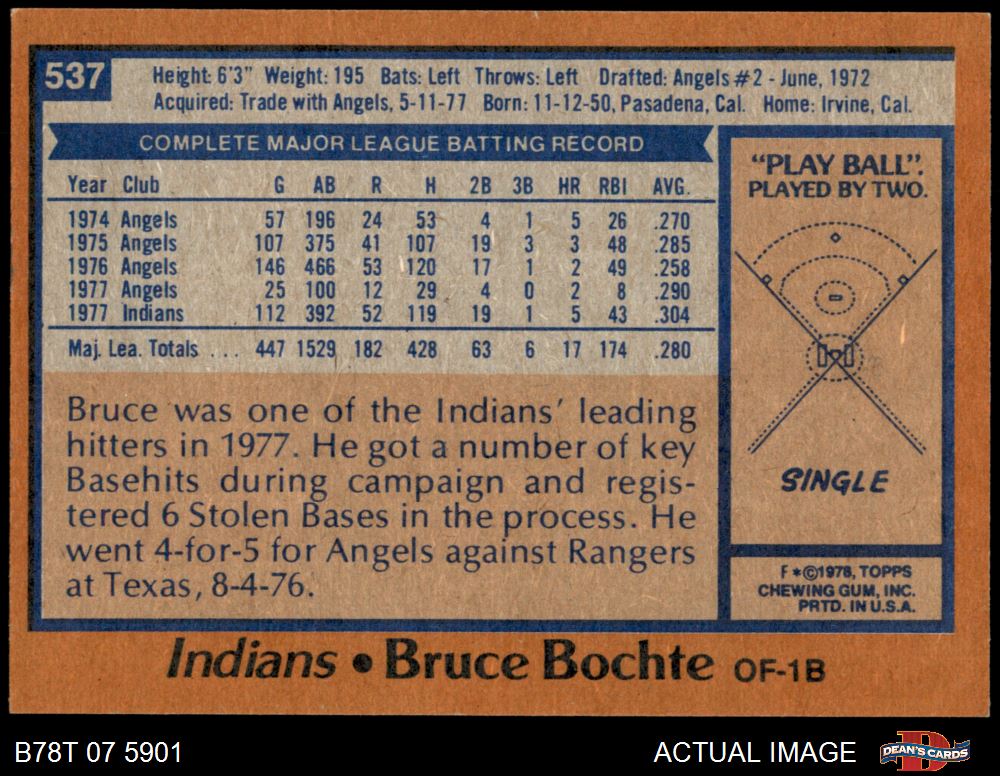 537
Height: 6'3" Weight: 195 Bats: Left Throws: Left Drafted: Angels #2 - June, 1972
Acquired: Trade with Angels, 5-11-77 Born: 11-12-50, Pasadena, Cal. Home: Irvine, Cal.
COMPLETE MAJOR LEAGUE BATTING RECORD
Year Club G AB R H 2B 3B HR RBI AVG.
1974 Angels 57 196 24 53 4 1 5 26 .270
1975 Angels 107 375 41 107 19 3 3 48 .285
1976 Angels 146 466 53 120 17 1 2 49 .258
1977 Angels 25 100 12 29 4 0 2 8 .290
1977 Indians 112 392 52 119 19 1 5 43 .304
Maj. Lea. Totals ... 447 1529 182 428 63 6 17 174 .280
Bruce was one of the Indians' leading
hitters in 1977. He got a number of key
Basehits during campaign and regis-
tered 6 Stolen Bases in the process. He
went 4-for-5 for Angels against Rangers
at Texas, 8-4-76.
"PLAY BALL".
PLAYED BY TWO.
SINGLE
F*©1978, TOPPS
CHEWING GUM, INC.
PRTD. IN U.S.A.
Indians • Bruce Bochte OF-1B
B78T 07 5901
ACTUAL IMAGE
DEAN'S CARDS